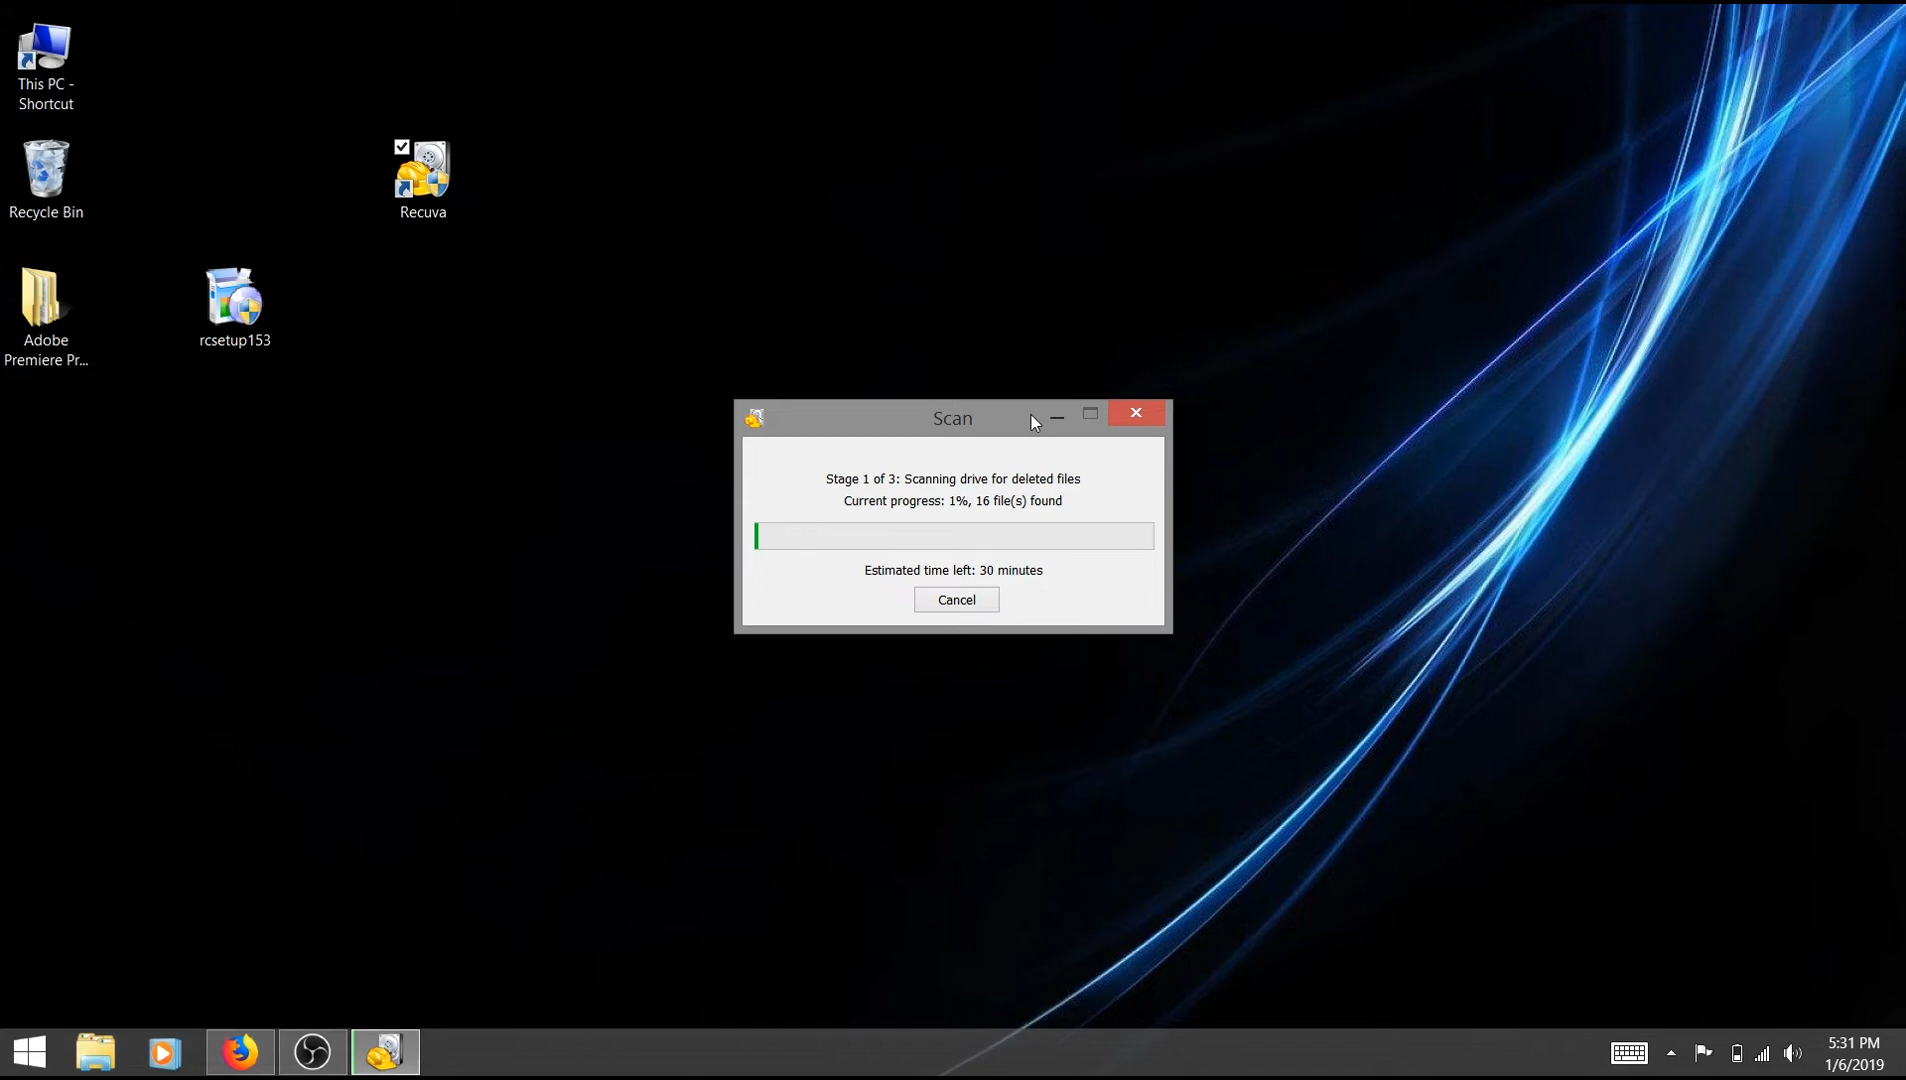 This PC -
Shortcut
Recycle Bin
Recuva
Adobe
Premiere Pr...
rcsetup153
Scan
Stage 1 of 3: Scanning drive for deleted files
Current progress: 1%, 16 file(s) found
Estimated time left: 30 minutes
Cancel
5:31 PM
1/6/2019